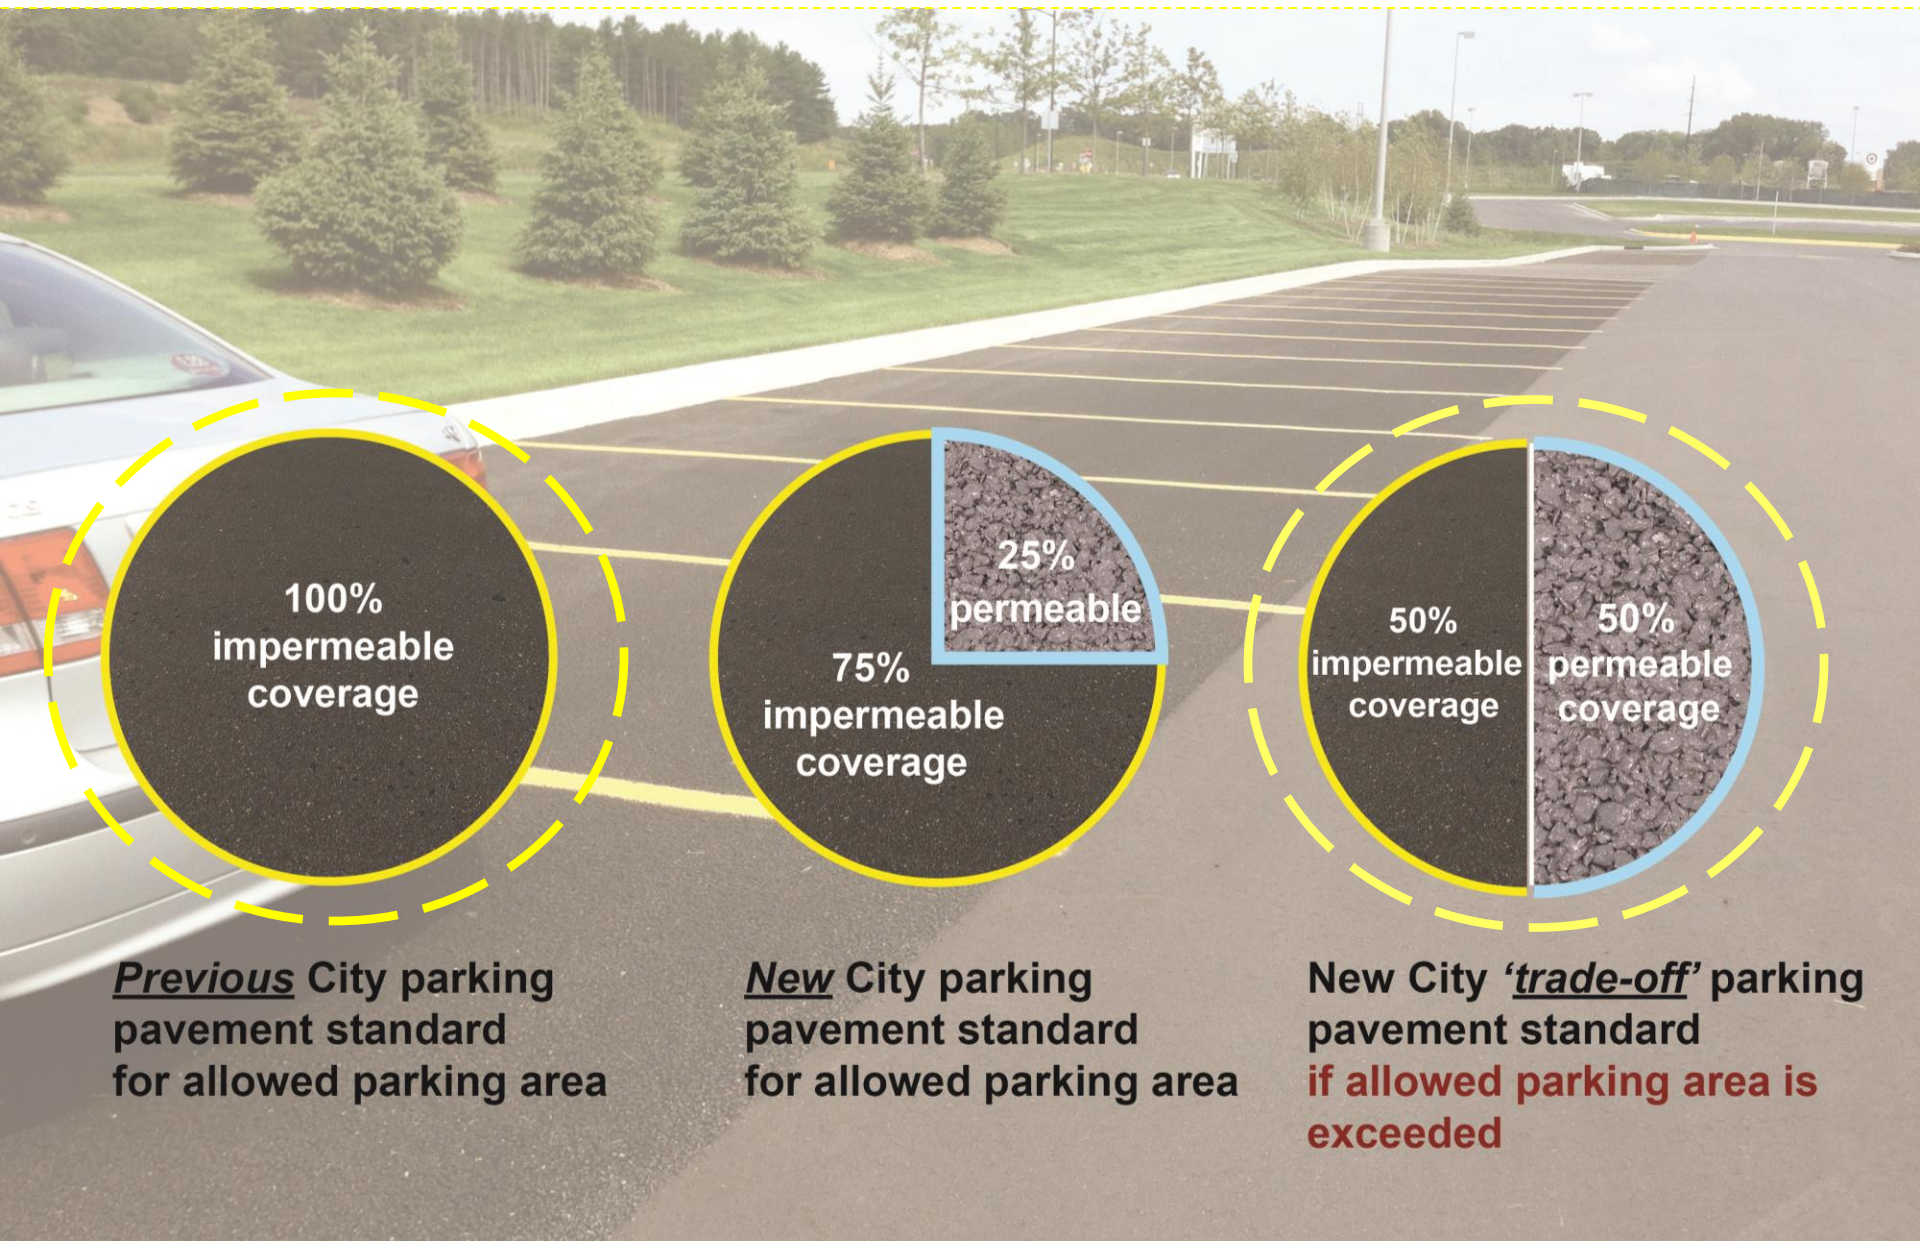 100%
impermeable
coverage
75%
impermeable
coverage
25%
permeable
50%
impermeable
coverage
50%
permeable
coverage
Previous City parking
pavement standard
for allowed parking area
New City parking
pavement standard
for allowed parking area
New City ‘trade-off’ parking
pavement standard
if allowed parking area is
exceeded